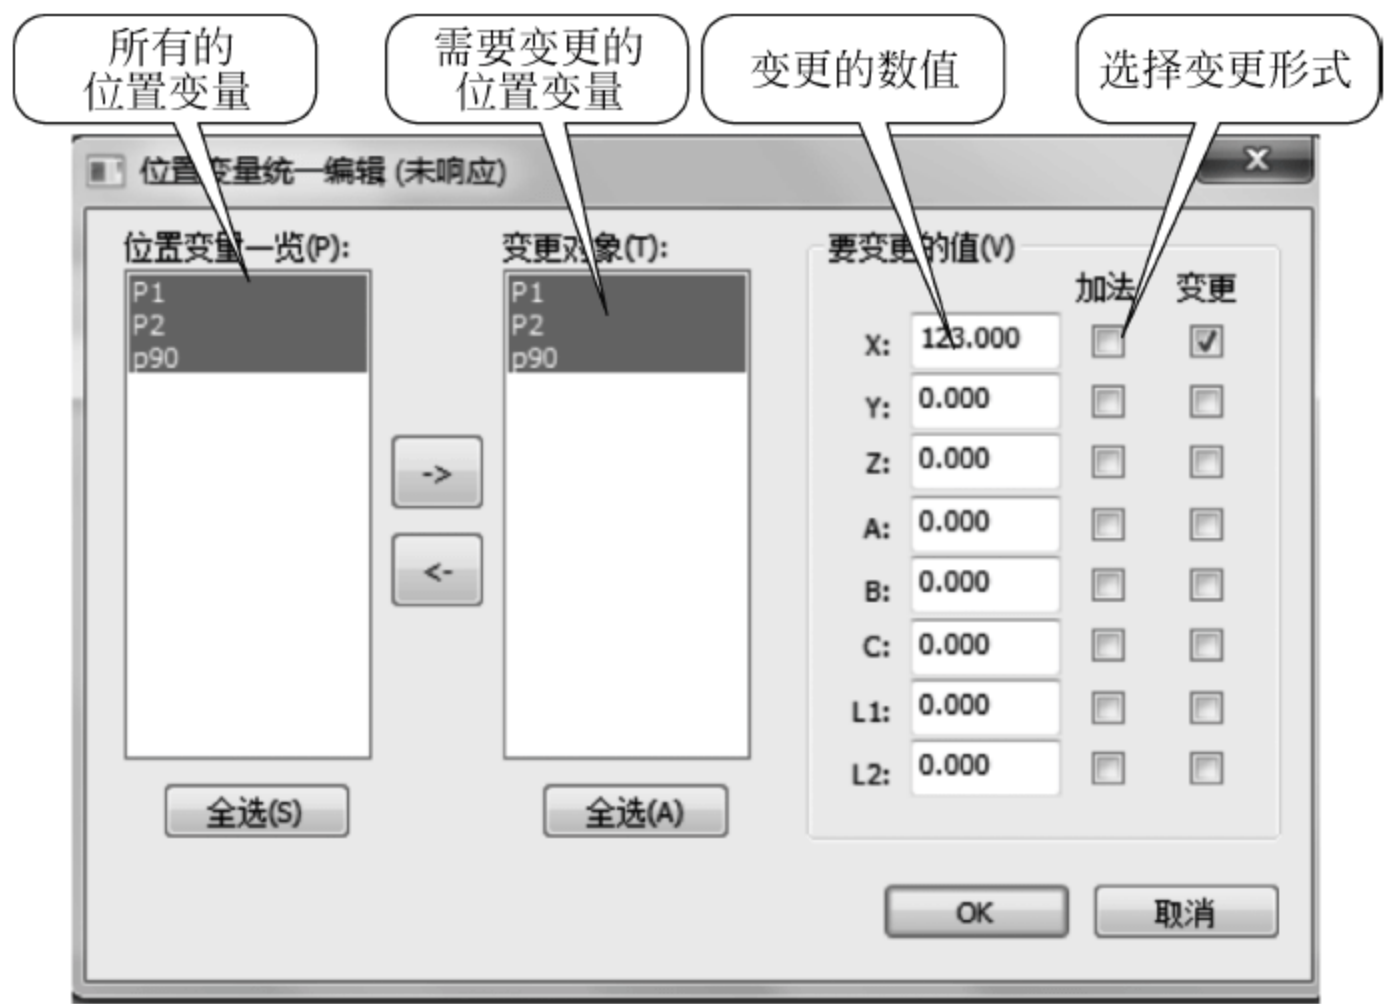 所有的
位置变量
需要变更的
位置变量
变更的数值
选择变更形式
位置变量统一编辑 (未响应)
位置变量一览(P):
变更对象(T):
要变更的值(V)
加法 变更
P1
P2
p90
P1
P2
p90
->
<-
X: 123.000
Y: 0.000
Z: 0.000
A: 0.000
B: 0.000
C: 0.000
L1: 0.000
L2: 0.000
全选(S)
全选(A)
OK
取消